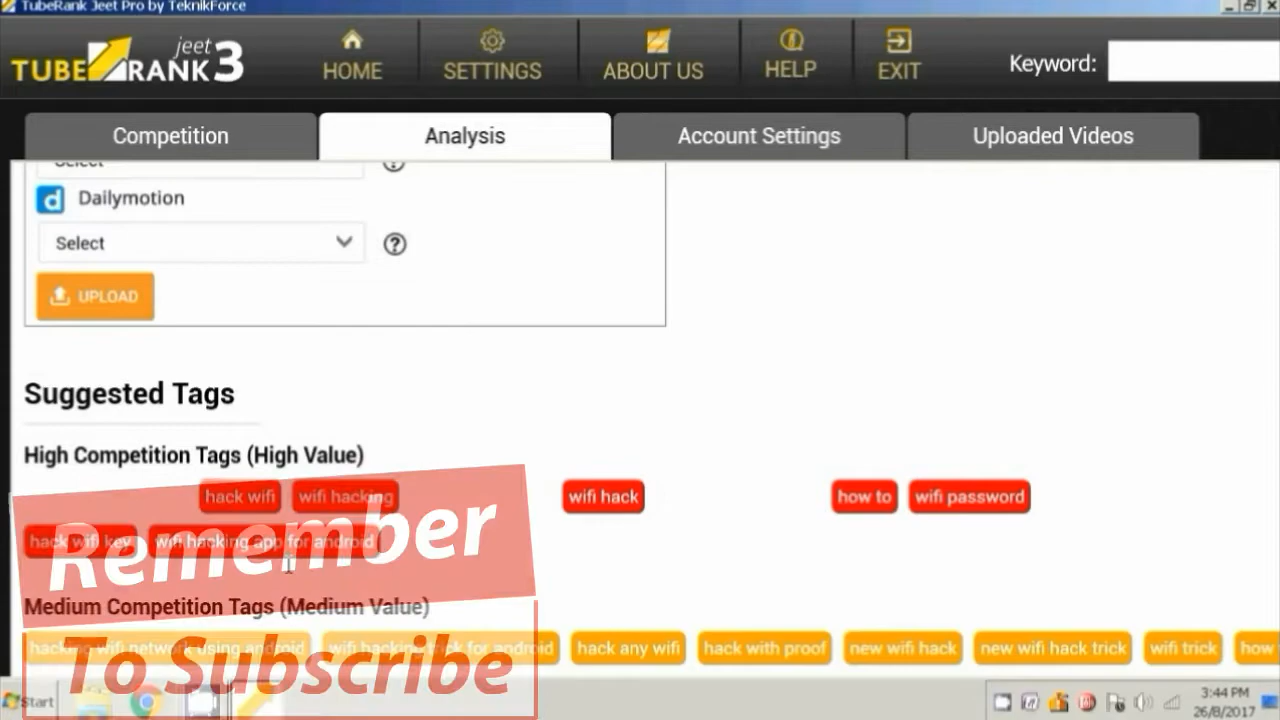 TubeRank Jeet Pro by TeknikForce
TUBE RANK jeet 3
HOME
SETTINGS
ABOUT US
HELP
EXIT
Keyword:
Competition
Analysis
Account Settings
Uploaded Videos
Select
Dailymotion
Select
UPLOAD
Suggested Tags
High Competition Tags (High Value)
hack wifi wifi hacking wifi hack how to wifi password
hack wifi key wifi hacking app for android
Remember
Medium Competition Tags (Medium Value)
hacking wifi network using android wifi hacking trick for android hack any wifi hack with proof new wifi hack new wifi hack trick wifi trick how
To Subscribe
Start
3:44 PM
26/8/2017